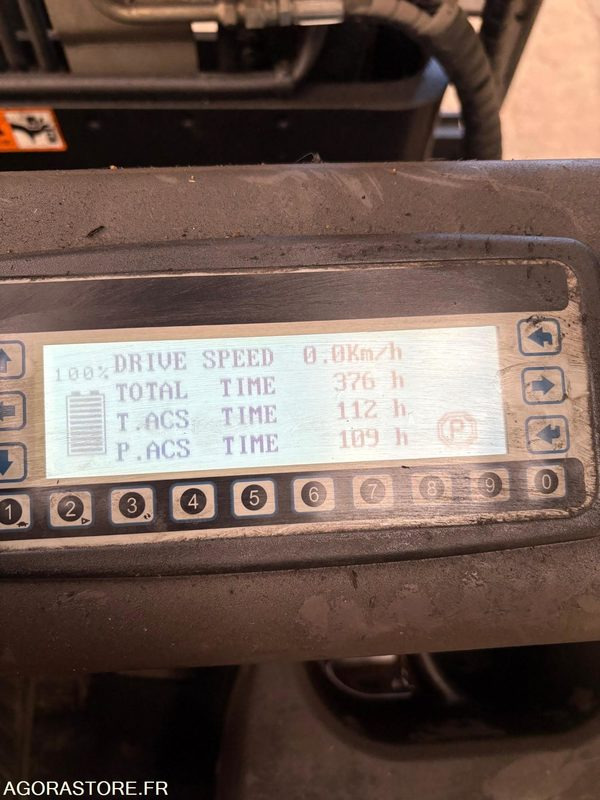 100%
DRIVE SPEED 0.0Km/h
TOTAL TIME 376 h
T.ACS TIME 112 h
P.ACS TIME 109 h
P
1 2 3 4 5 6 7 8 9 0
AGORASTORE.FR